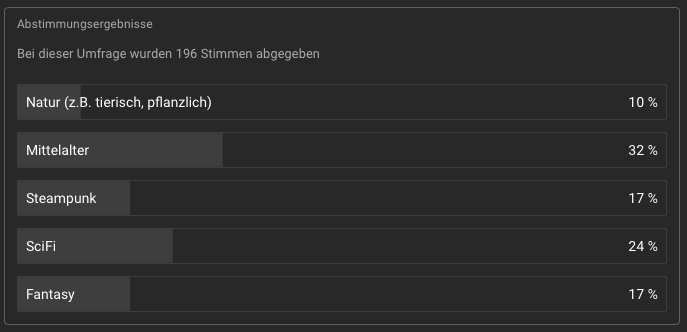 Abstimmungsergebnisse
Bei dieser Umfrage wurden 196 Stimmen abgegeben
Natur (z.B. tierisch, pflanzlich) 10 %
Mittelalter 32 %
Steampunk 17 %
SciFi 24 %
Fantasy 17 %